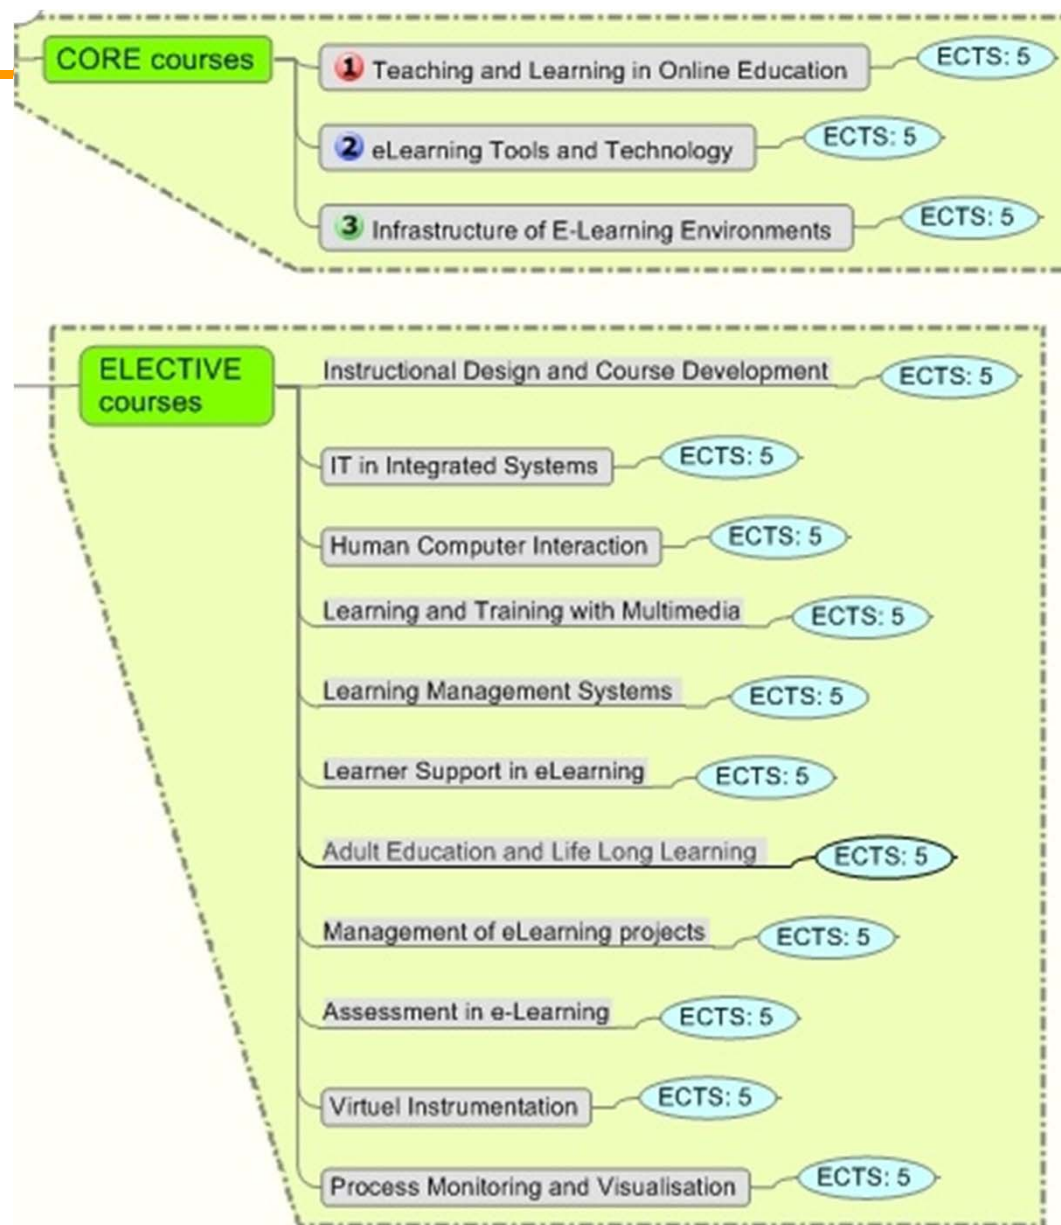 CORE courses
1 Teaching and Learning in Online Education ECTS: 5
2 eLearning Tools and Technology ECTS: 5
3 Infrastructure of E-Learning Environments ECTS: 5
ELECTIVE
courses
Instructional Design and Course Development ECTS: 5
IT in Integrated Systems ECTS: 5
Human Computer Interaction ECTS: 5
Learning and Training with Multimedia ECTS: 5
Learning Management Systems ECTS: 5
Learner Support in eLearning ECTS: 5
Adult Education and Life Long Learning ECTS: 5
Management of eLearning projects ECTS: 5
Assessment in e-Learning ECTS: 5
Virtuel Instrumentation ECTS: 5
Process Monitoring and Visualisation ECTS: 5